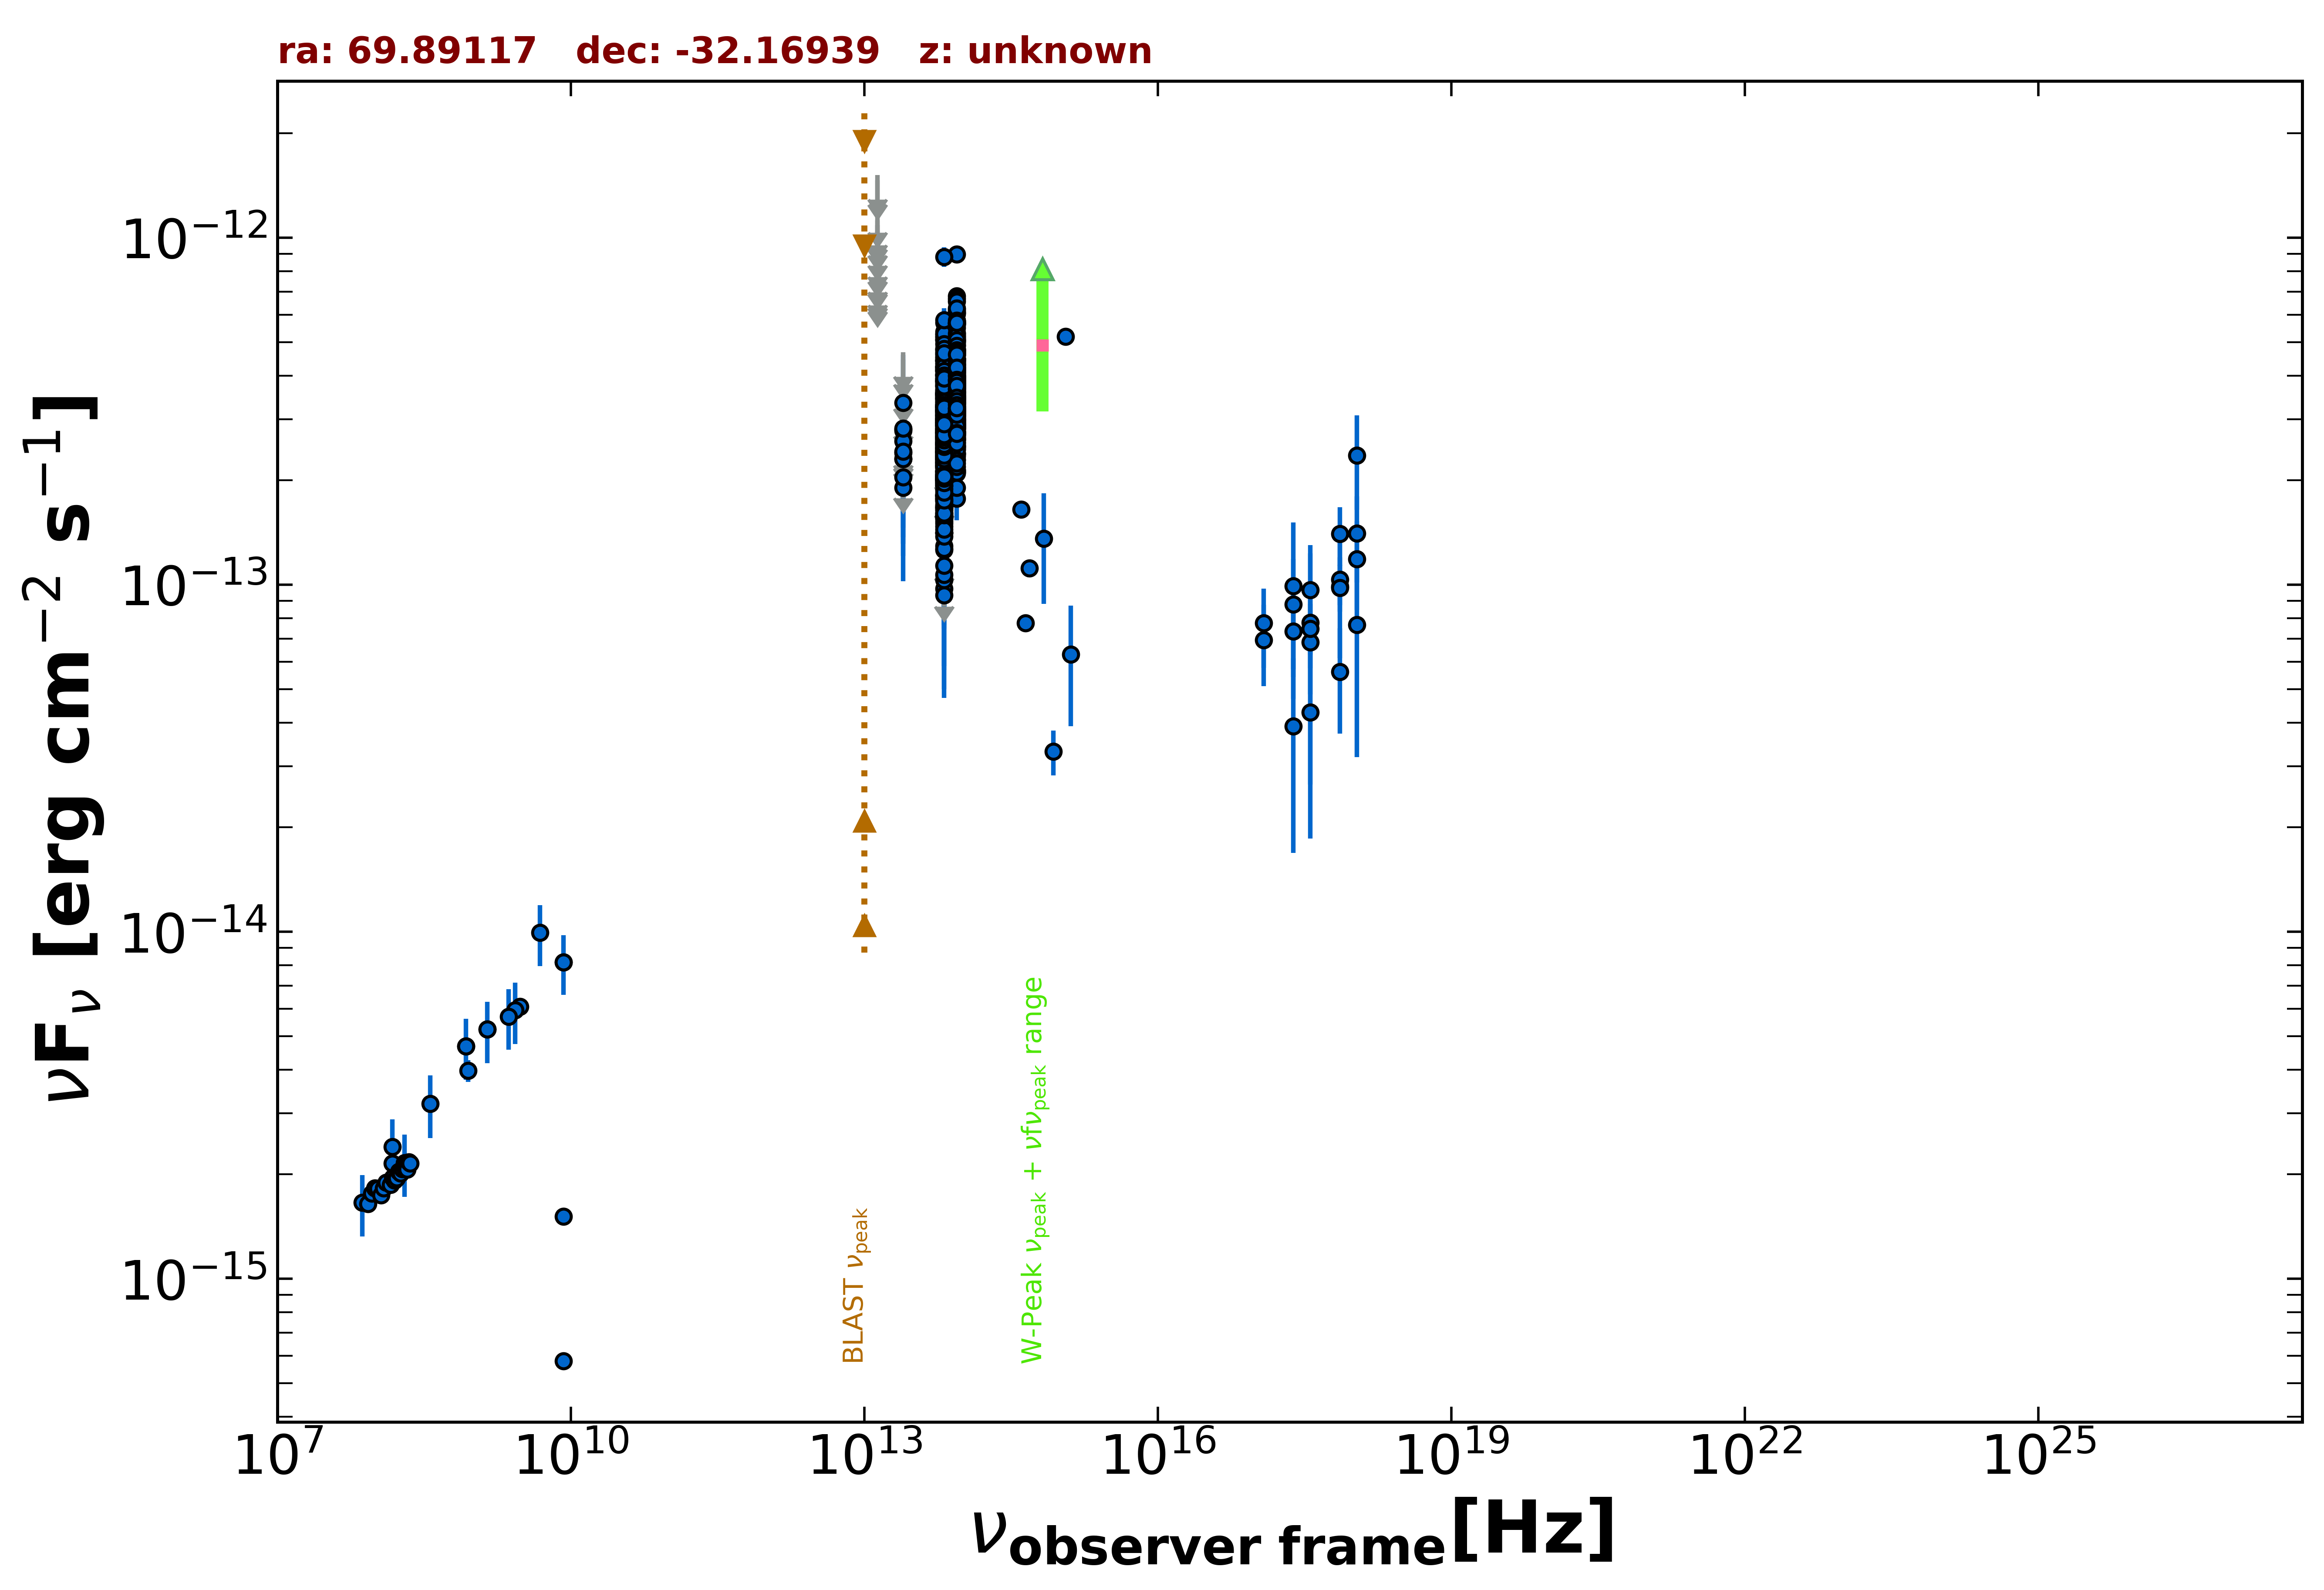 ra: 69.89117 dec: -32.16939 z: unknown
νFν [erg cm−2 s−1]
10−12
10−13
10−14
10−15
BLAST νpeak
W-Peak νpeak + νfνpeak range
107 1010 1013 1016 1019 1022 1025
νobserver frame[Hz]